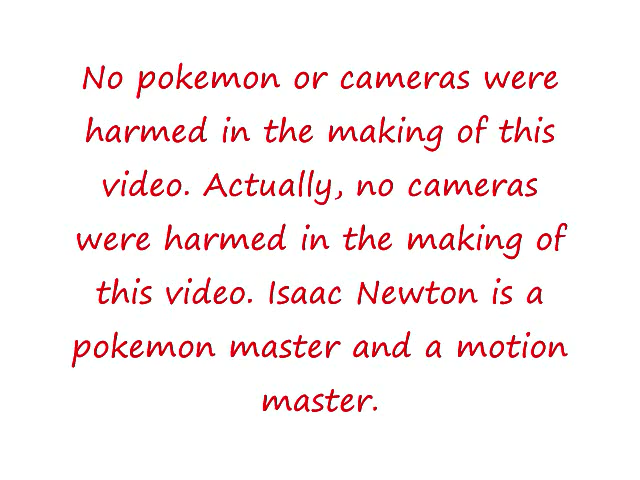 No pokemon or cameras were
harmed in the making of this
video. Actually, no cameras
were harmed in the making of
this video. Isaac Newton is a
pokemon master and a motion
master.